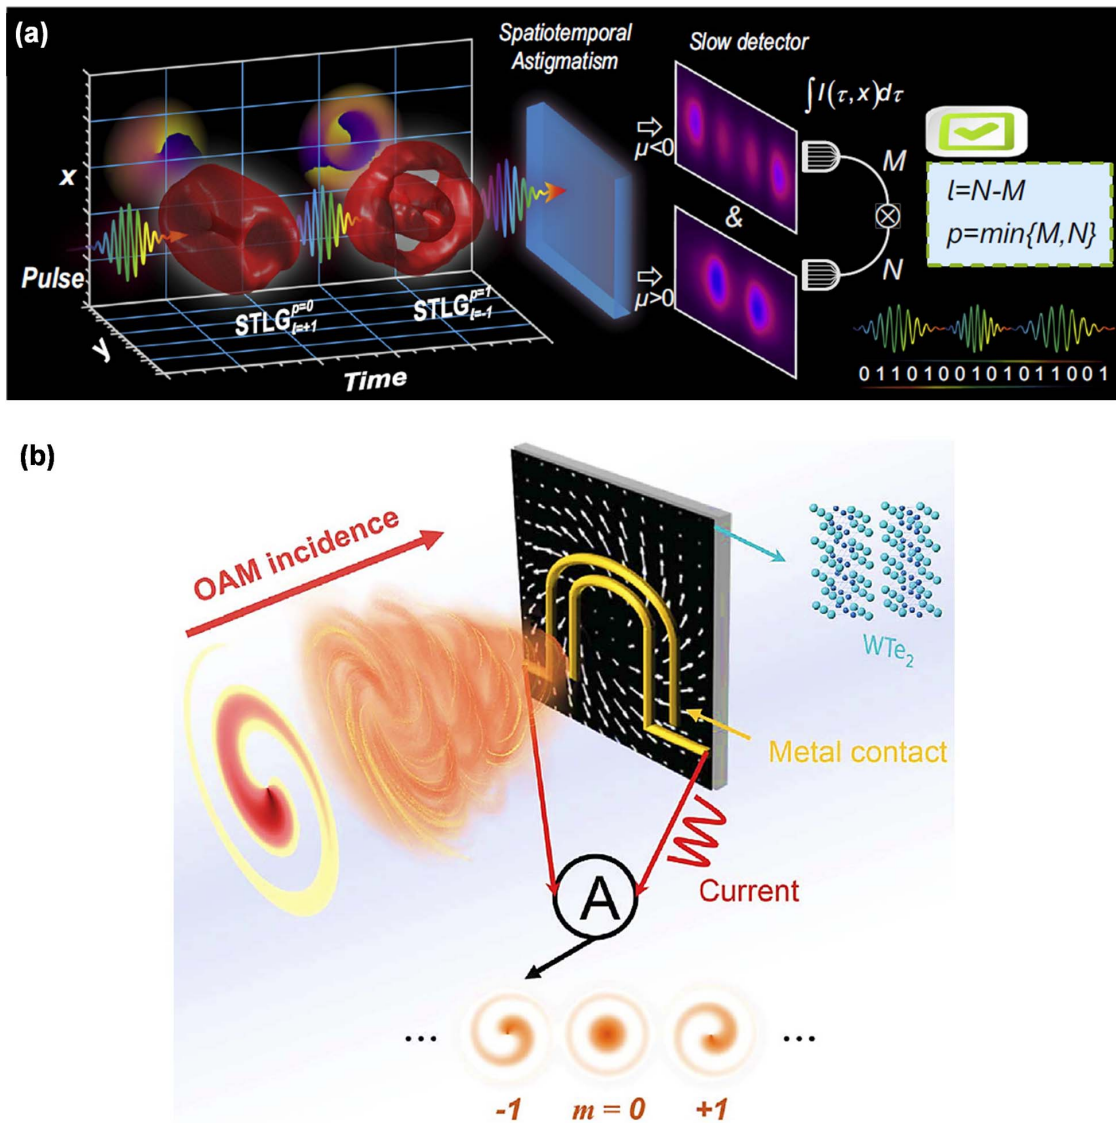 (a)
Spatiotemporal
Astigmatism
Slow detector
∫I(τ,x)dτ
x
Pulse
y
Time
STLG^{p=0}_{l=+1}
STLG^{p=1}_{l=-1}
⇨
μ<0
&
⇨
μ>0
M
⊗
N
l=N-M
p=min{M,N}
0110100101011001
(b)
OAM incidence
WTe₂
Metal contact
Current
A
... ...
-1 m = 0 +1